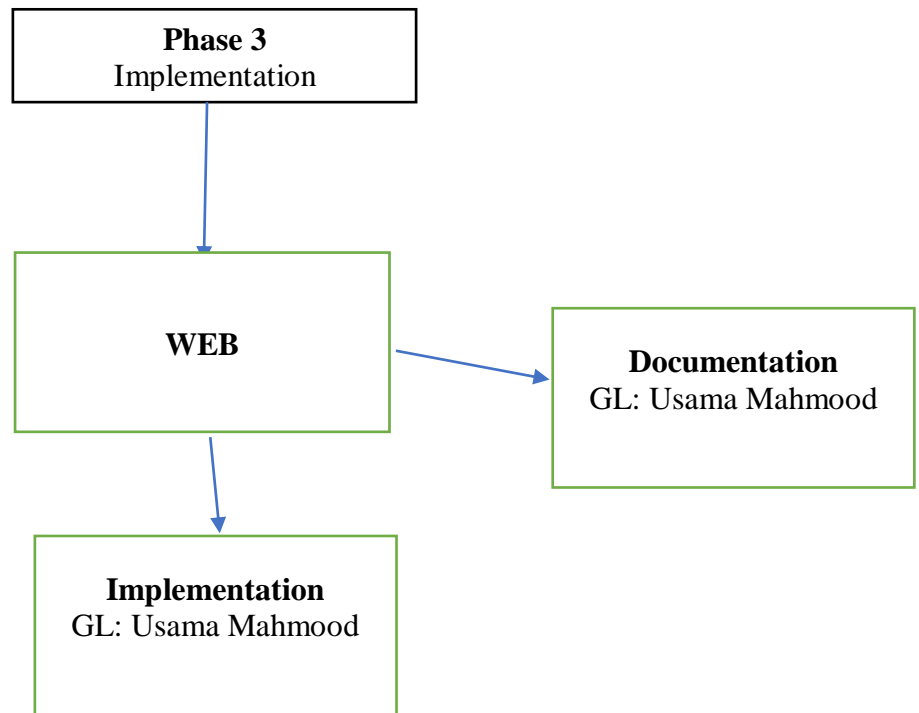 Phase 3
Implementation
WEB
Documentation
GL: Usama Mahmood
Implementation
GL: Usama Mahmood